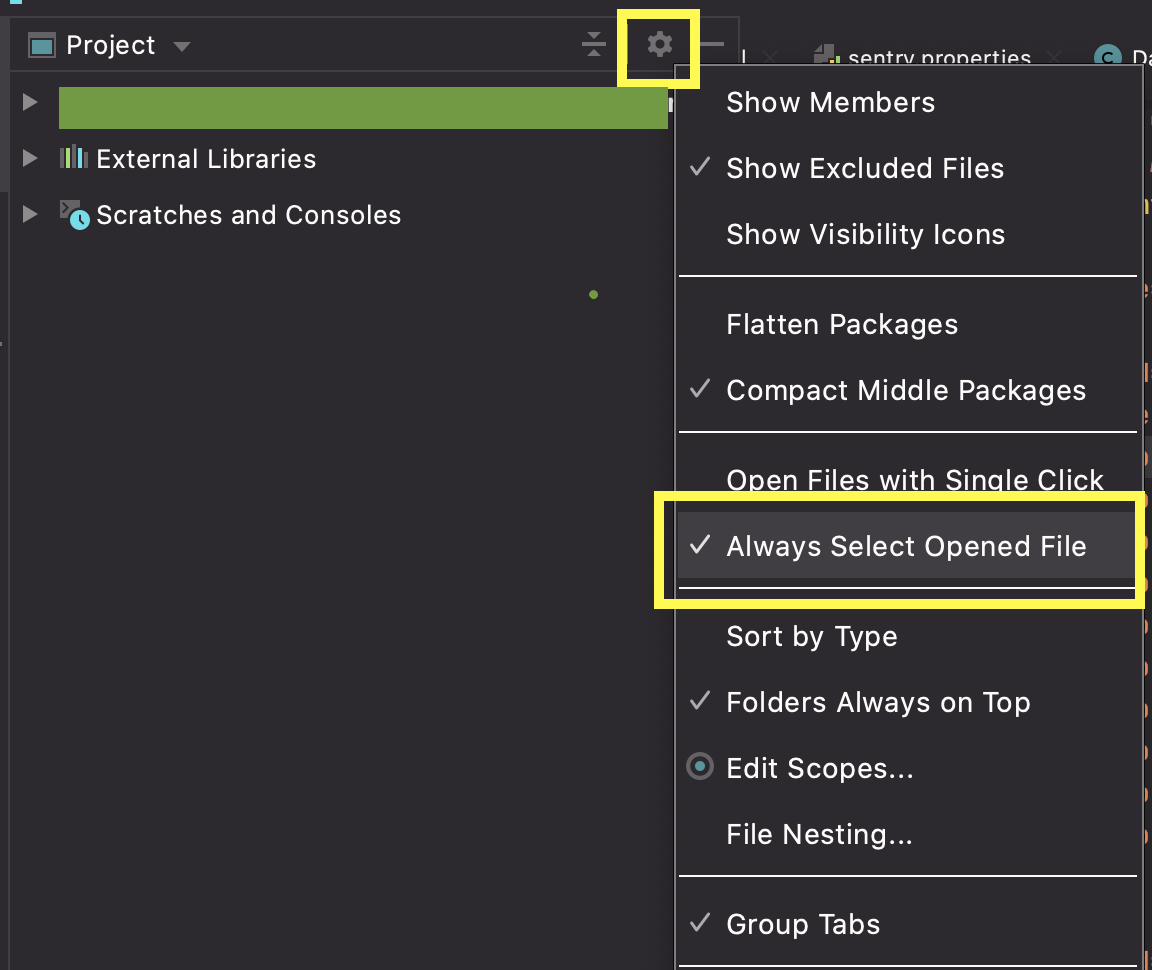 Project
sentry.properties
External Libraries
Scratches and Consoles
Show Members
Show Excluded Files
Show Visibility Icons
Flatten Packages
Compact Middle Packages
Open Files with Single Click
Always Select Opened File
Sort by Type
Folders Always on Top
Edit Scopes...
File Nesting...
Group Tabs